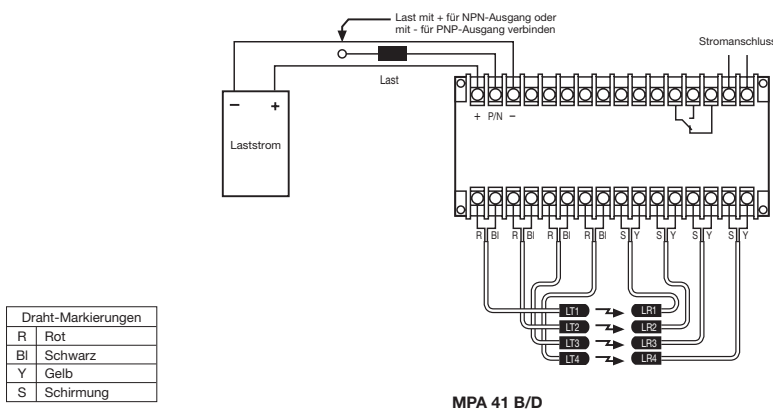 Last mit + für NPN-Ausgang oder
mit - für PNP-Ausgang verbinden
Stromanschluss
Last
− +
Laststrom
+ P/N −
R Bl R Bl R Bl R Bl S Y S Y S Y S Y
LT1 LR1
LT2 LR2
LT3 LR3
LT4 LR4
Draht-Markierungen
R Rot
Bl Schwarz
Y Gelb
S Schirmung
MPA 41 B/D